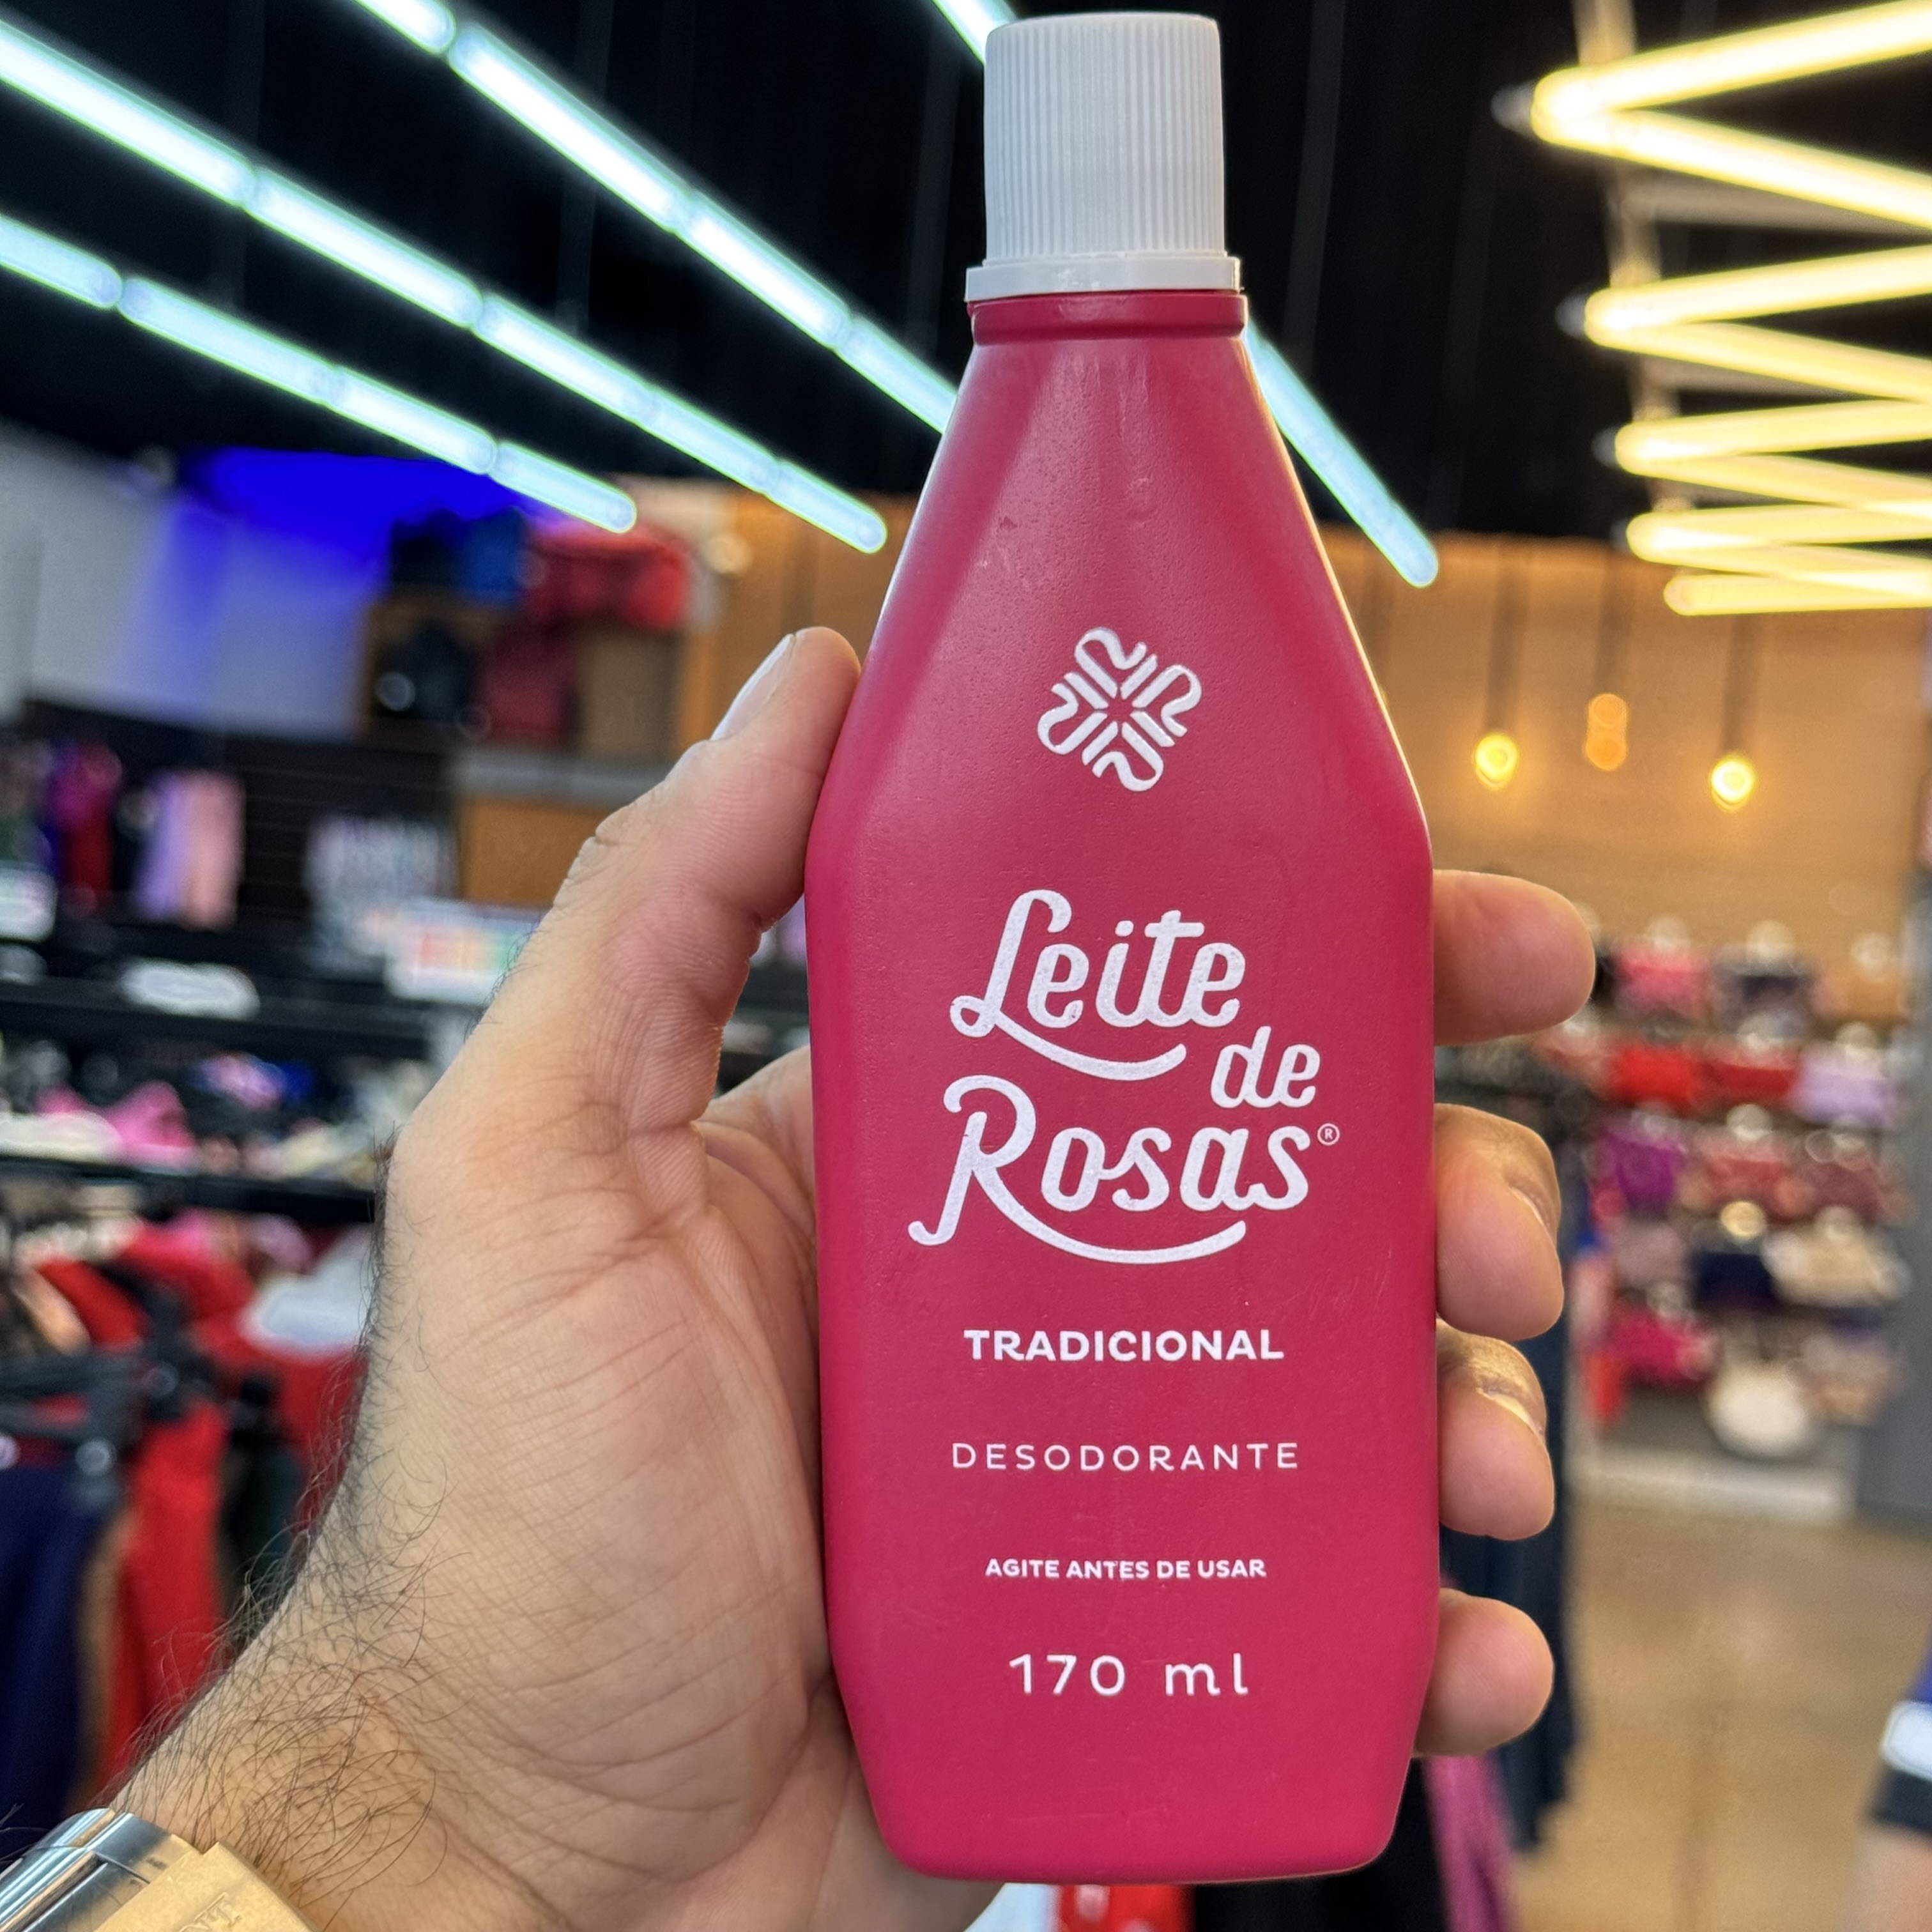 Leite
de
Rosas®
TRADICIONAL
DESODORANTE
AGITE ANTES DE USAR
170 ml